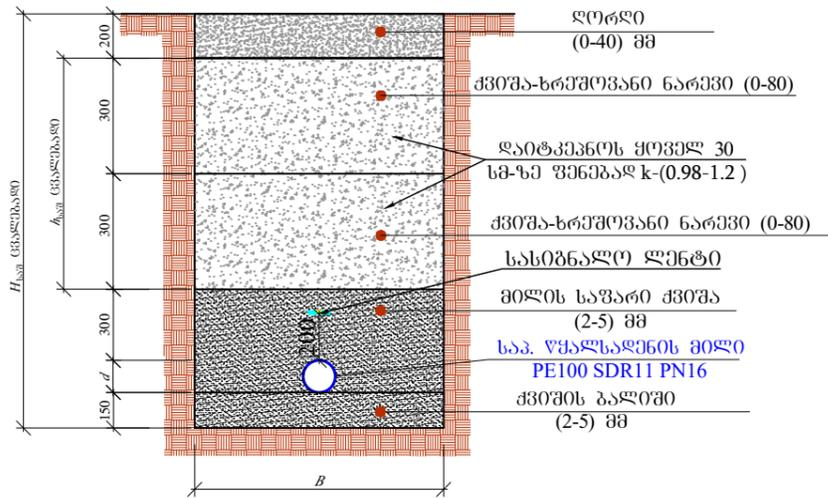 ღორღი
(0-40) მმ
ქვიშა-ხრეშოვანი ნარევი (0-80)
დაიტკეპნოს ყოველ 30
სმ-ზე ფენებად k-(0.98-1.2 )
ქვიშა-ხრეშოვანი ნარევი (0-80)
სასიგნალო ლენტი
მილის საფარი ქვიშა
(2-5) მმ
საპ. წყალსადენის მილი
PE100 SDR11 PN16
ქვიშის ბალიში
(2-5) მმ
200
300
300
300
d
150
200
hსაშ ცვალებადი
Hსაშ ცვალებადი
B